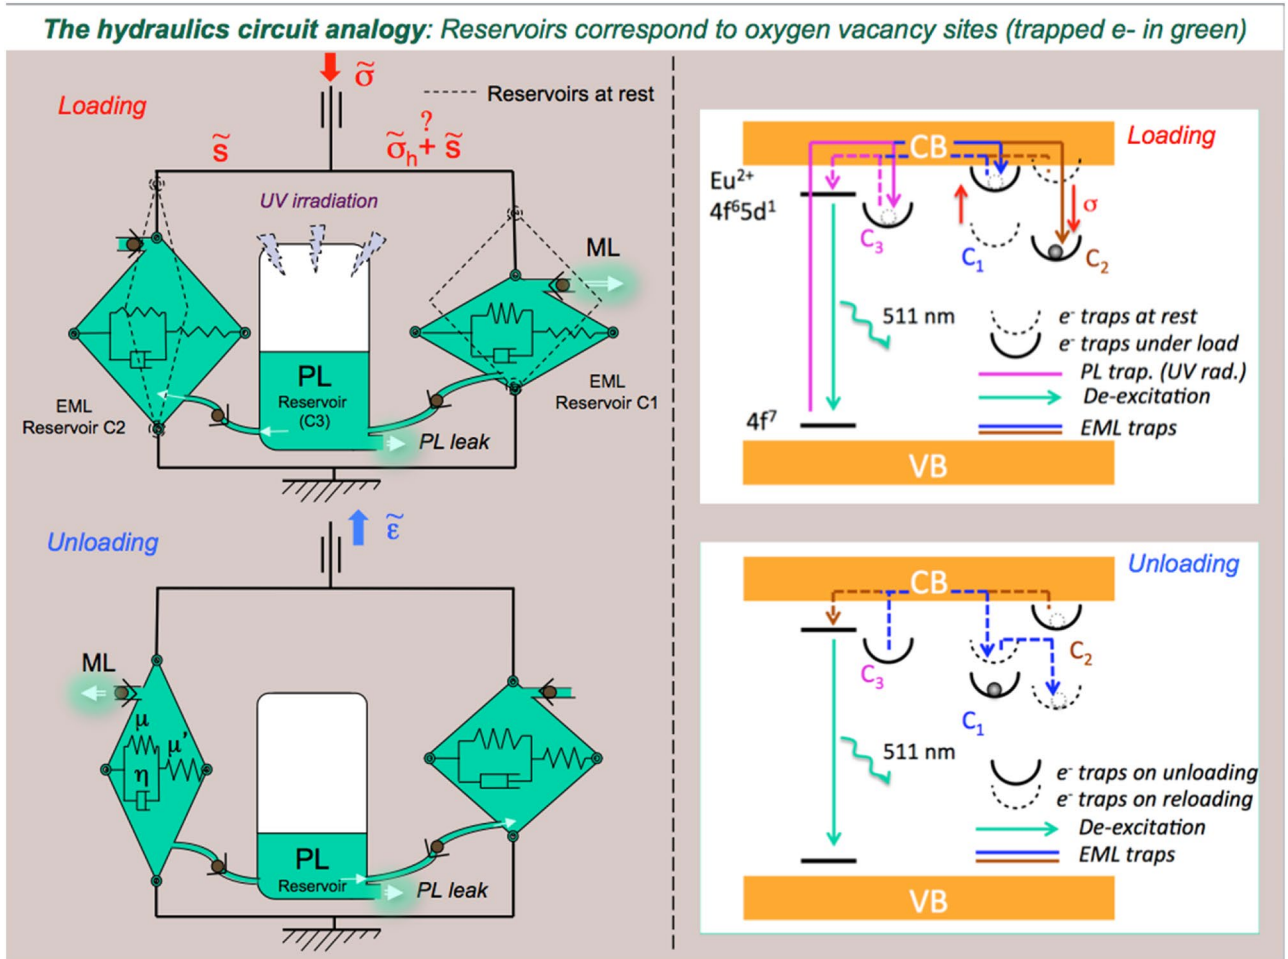 The hydraulics circuit analogy: Reservoirs correspond to oxygen vacancy sites (trapped e- in green)
Loading
σ̃
Reservoirs at rest
s̃
?
σ̃h+ s̃
UV irradiation
ML
PL
Reservoir
(C3)
EML
Reservoir C2
EML
Reservoir C1
PL leak
Unloading
ε̃
ML
μ
μ'
η
PL
Reservoir
PL leak
CB
Loading
Eu2+
4f65d1
C3
C1
σ
C2
511 nm
e- traps at rest
e- traps under load
PL trap. (UV rad.)
De-excitation
EML traps
4f7
VB
CB
Unloading
C3
C2
C1
511 nm
e- traps on unloading
e- traps on reloading
De-excitation
EML traps
VB